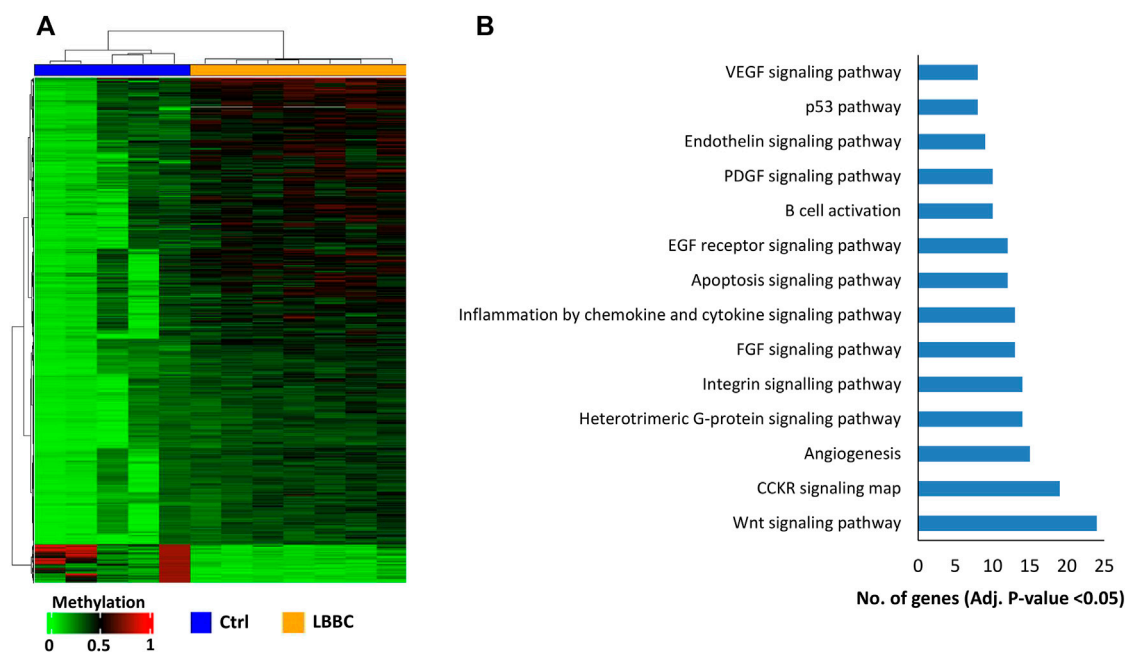 A
Methylation
0 0.5 1
Ctrl
LBBC
B
VEGF signaling pathway
p53 pathway
Endothelin signaling pathway
PDGF signaling pathway
B cell activation
EGF receptor signaling pathway
Apoptosis signaling pathway
Inflammation by chemokine and cytokine signaling pathway
FGF signaling pathway
Integrin signalling pathway
Heterotrimeric G-protein signaling pathway
Angiogenesis
CCKR signaling map
Wnt signaling pathway
0 5 10 15 20 25
No. of genes (Adj. P-value <0.05)